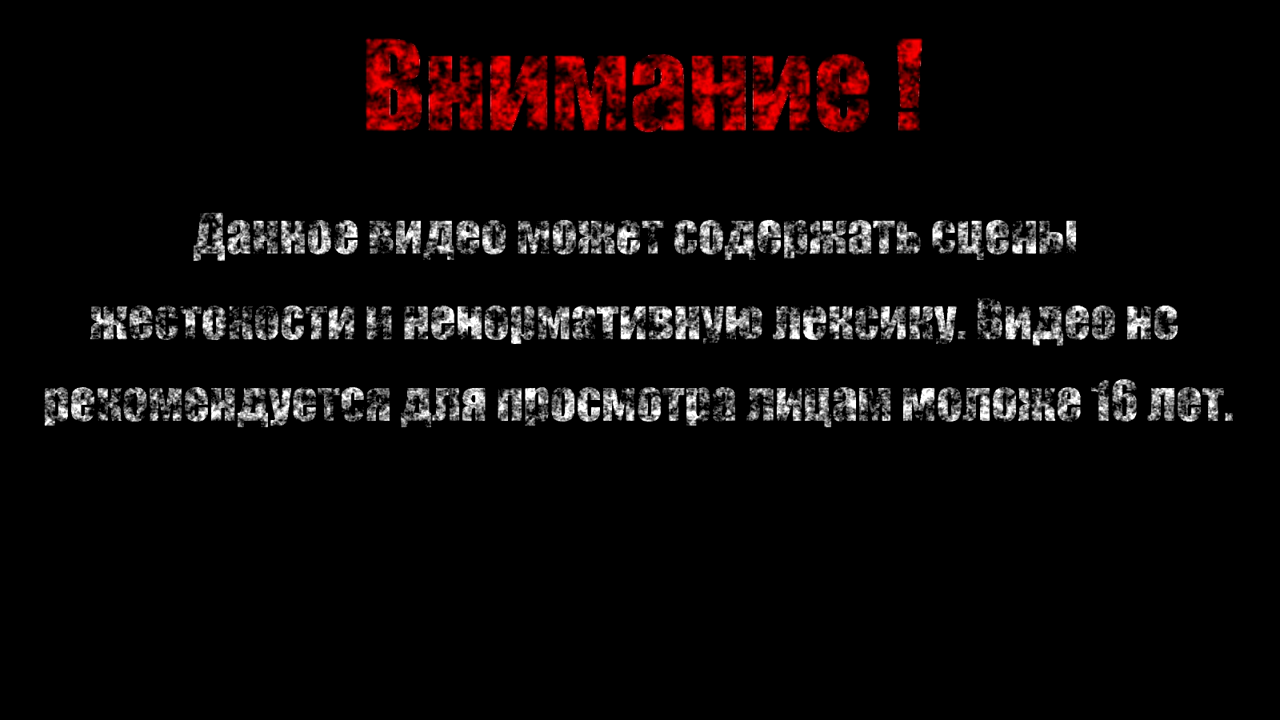 Внимание !
Данное видео может содержать сцены
жестокости и ненормативную лексику. Видео не
рекомендуется для просмотра лицам моложе 16 лет.